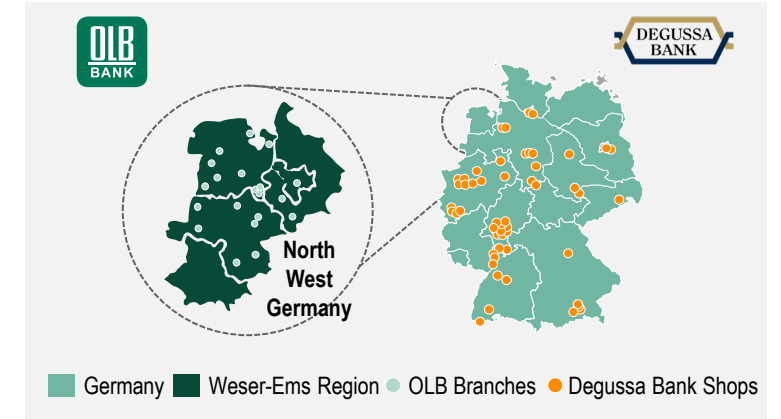 OLB
BANK
DEGUSSA
BANK
North
West
Germany
Germany
Weser-Ems Region
OLB Branches
Degussa Bank Shops